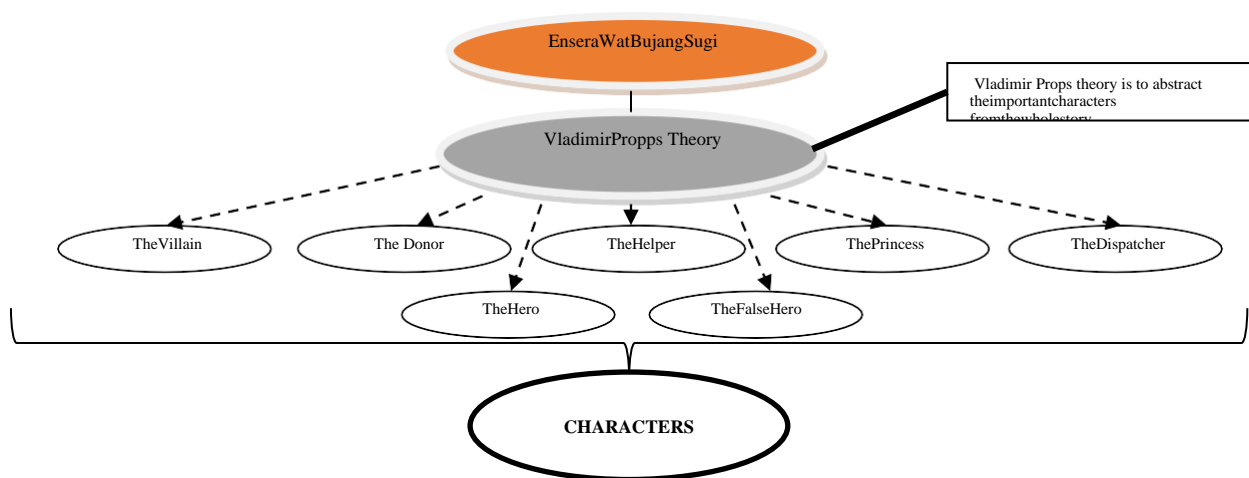 EnseraWatBujangSugi
Vladimir Props theory is to abstract
theimportantcharacters
fromthewholestory
VladimirPropps Theory
TheVillain
The Donor
TheHelper
ThePrincess
TheDispatcher
TheHero
TheFalseHero
CHARACTERS